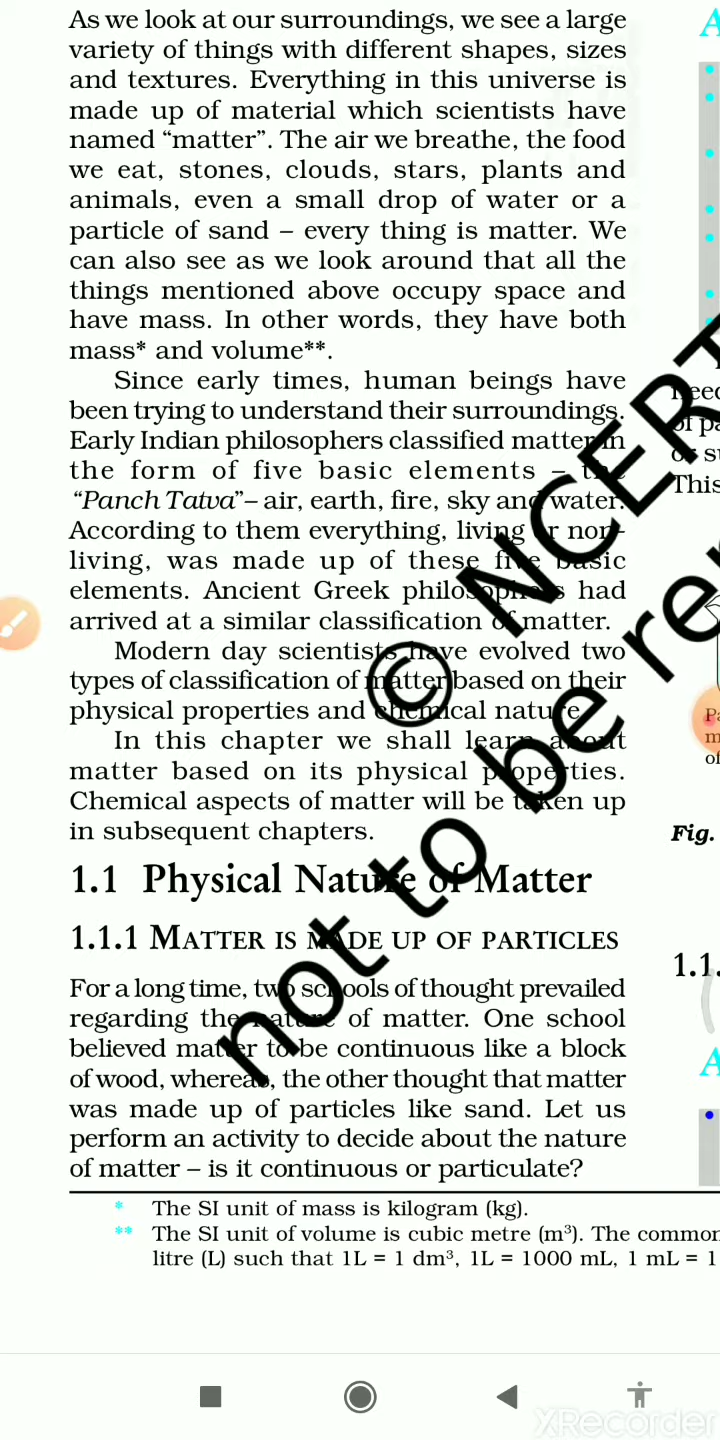 As we look at our surroundings, we see a large
variety of things with different shapes, sizes
and textures. Everything in this universe is
made up of material which scientists have
named “matter”. The air we breathe, the food
we eat, stones, clouds, stars, plants and
animals, even a small drop of water or a
particle of sand – every thing is matter. We
can also see as we look around that all the
things mentioned above occupy space and
have mass. In other words, they have both
mass* and volume**.
Since early times, human beings have
been trying to understand their surroundings.
Early Indian philosophers classified matter in
the form of five basic elements – the
“Panch Tatva”– air, earth, fire, sky and water.
According to them everything, living or non-
living, was made up of these five basic
elements. Ancient Greek philosophers had
arrived at a similar classification of matter.
Modern day scientists have evolved two
types of classification of matter based on their
physical properties and chemical nature.
In this chapter we shall learn about
matter based on its physical properties.
Chemical aspects of matter will be taken up
in subsequent chapters.
1.1 Physical Nature of Matter
1.1.1 MATTER IS MADE UP OF PARTICLES
For a long time, two schools of thought prevailed
regarding the nature of matter. One school
believed matter to be continuous like a block
of wood, whereas, the other thought that matter
was made up of particles like sand. Let us
perform an activity to decide about the nature
of matter – is it continuous or particulate?
* The SI unit of mass is kilogram (kg).
** The SI unit of volume is cubic metre (m³). The common
litre (L) such that 1L = 1 dm³, 1L = 1000 mL, 1 mL = 1
This
Fig.
1.1.
© NCERT
not to be re
XRecorder